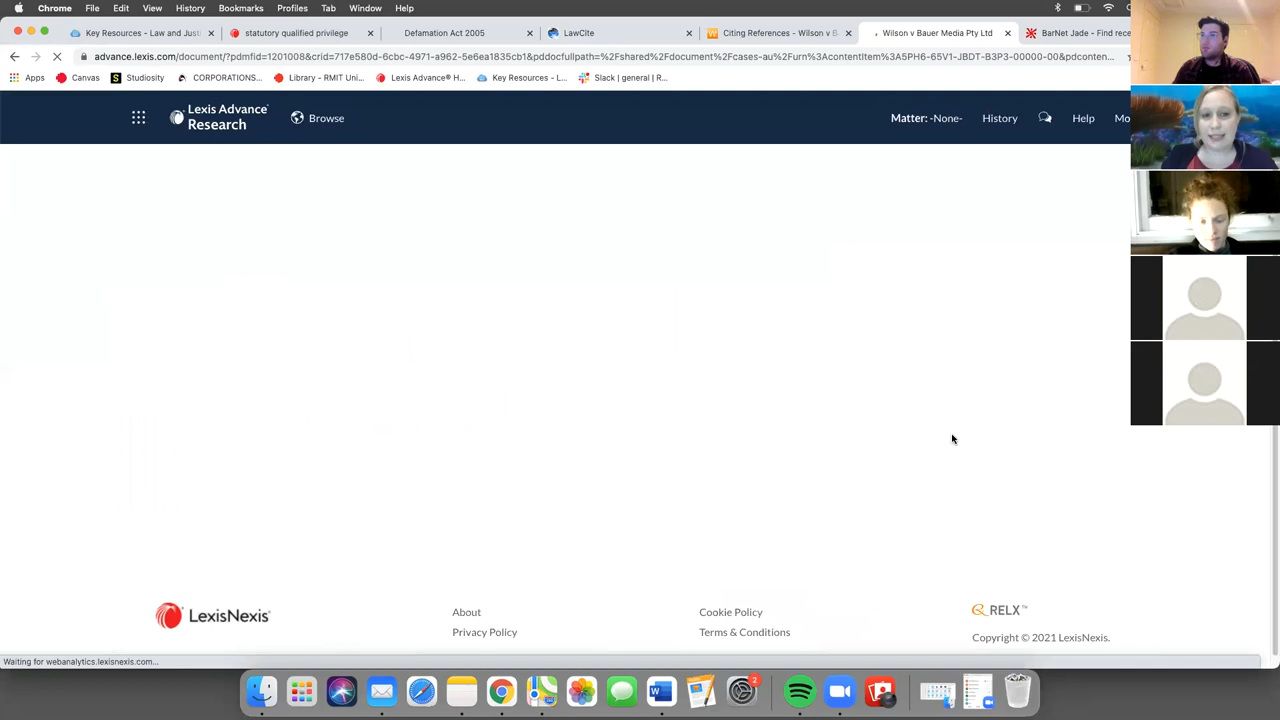 Chrome File Edit View History Bookmarks Profiles Tab Window Help
Key Resources - Law and Justi
statutory qualified privilege
Defamation Act 2005
LawCite
Citing References - Wilson v B
Wilson v Bauer Media Pty Ltd
BarNet Jade - Find rece
advance.lexis.com/document/?pdmfid=1201008&crid=717e580d-6cbc-4971-a962-5e6ea1835cb1&pddocfullpath=%2Fshared%2Fdocument%2Fcases-au%2Furn%3AcontentItem%3A5PH6-65V1-JBDT-B3P3-00000-00&pdconten...
Apps Canvas Studiosity CORPORATIONS... Library - RMIT Uni... Lexis Advance® H... Key Resources - L... Slack | general | R...
Lexis Advance®
Research
Browse
Matter: -None- History Help Mo
LexisNexis®
About
Privacy Policy
Cookie Policy
Terms & Conditions
RELX™
Copyright © 2021 LexisNexis.
Waiting for webanalytics.lexisnexis.com...
2